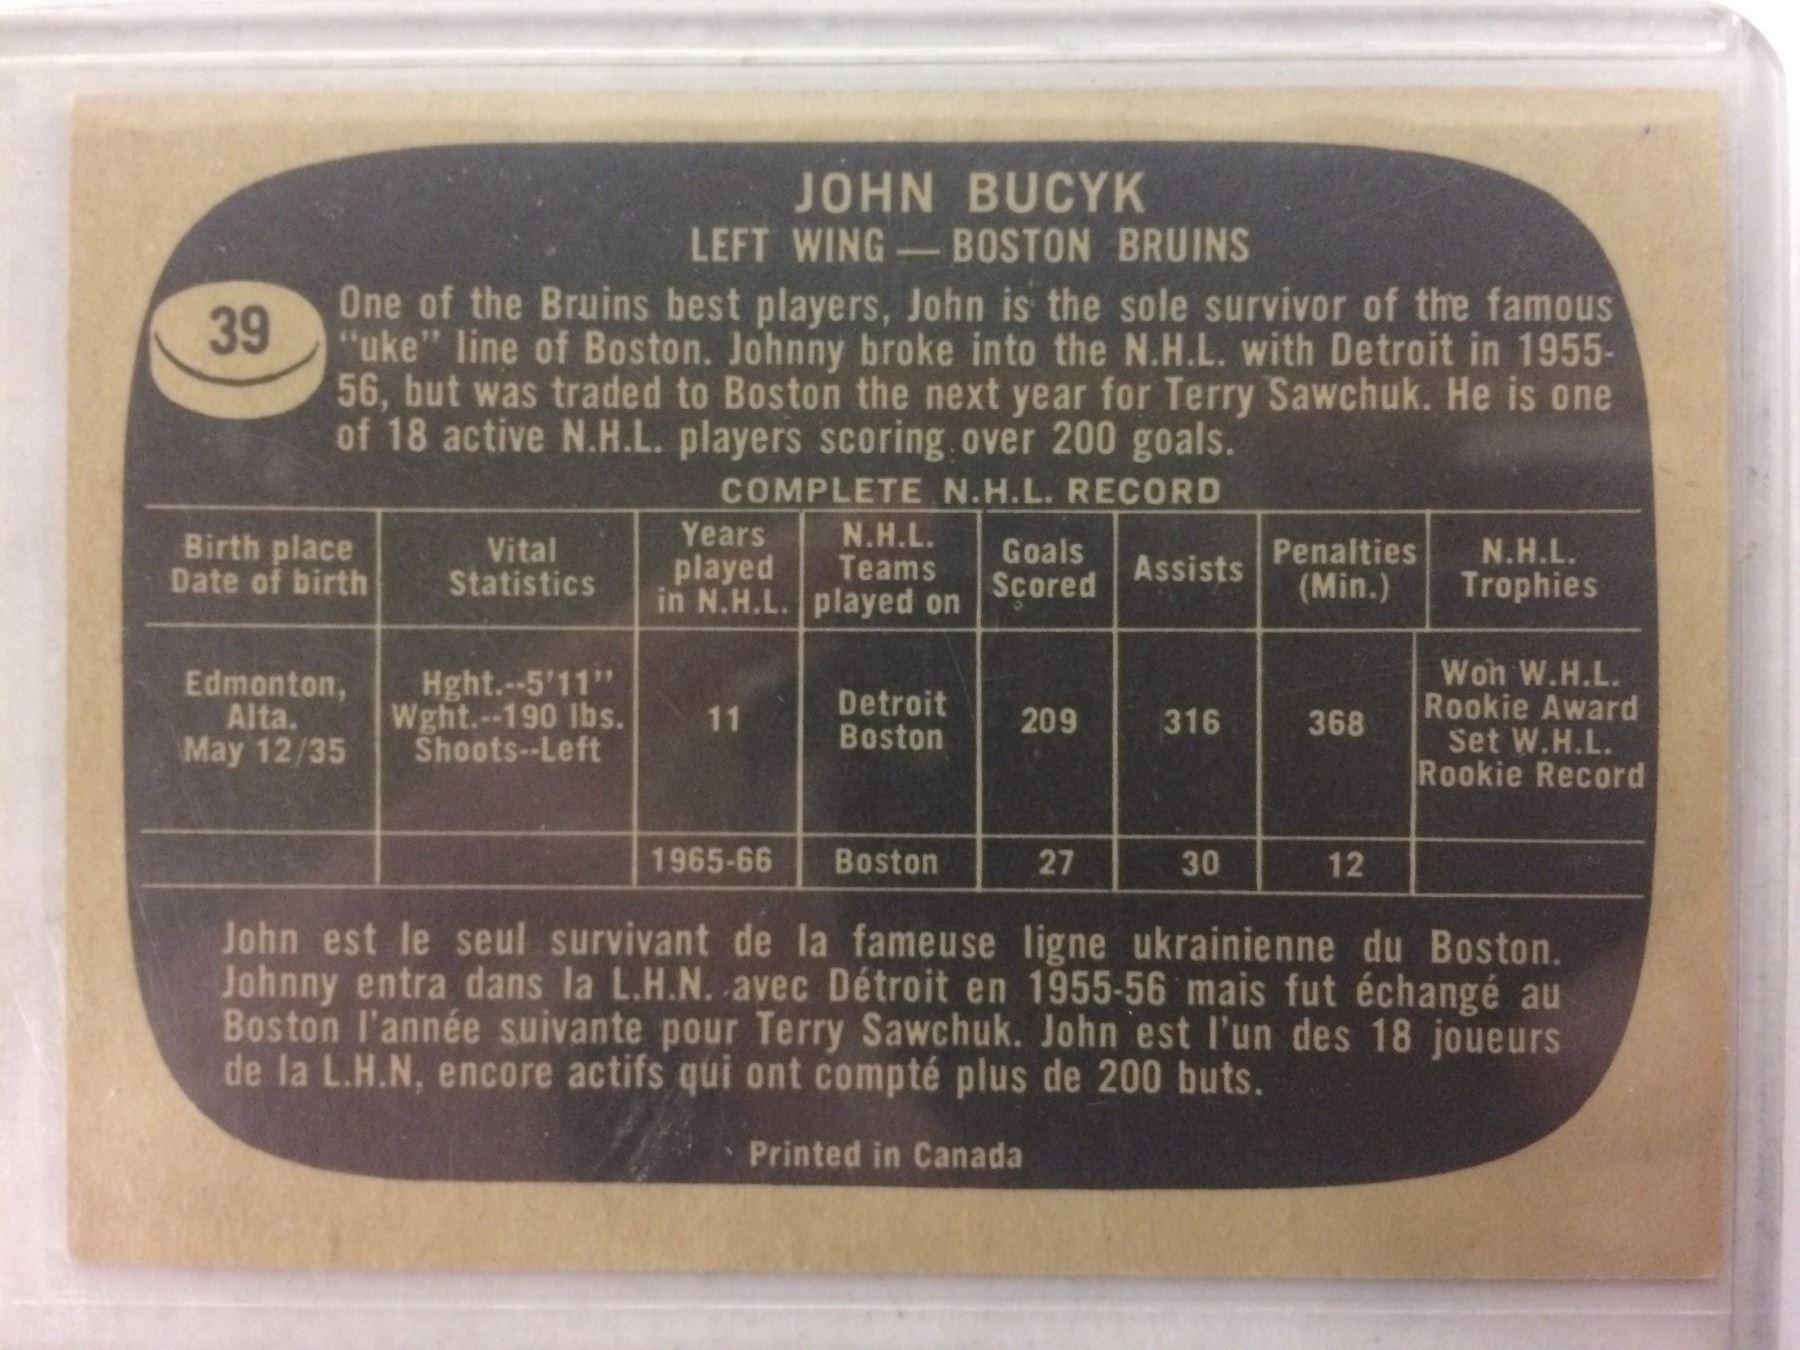 JOHN BUCYK
LEFT WING — BOSTON BRUINS
39
One of the Bruins best players, John is the sole survivor of the famous
"uke" line of Boston. Johnny broke into the N.H.L. with Detroit in 1955-
56, but was traded to Boston the next year for Terry Sawchuk. He is one
of 18 active N.H.L. players scoring over 200 goals.
COMPLETE N.H.L. RECORD
Birth place
Date of birth
Vital
Statistics
Years
played
in N.H.L.
N.H.L.
Teams
played on
Goals
Scored
Assists
Penalties
(Min.)
N.H.L.
Trophies
Edmonton,
Alta.
May 12/35
Hght.--5'11"
Wght.--190 lbs.
Shoots--Left
11
Detroit
Boston
209
316
368
Won W.H.L.
Rookie Award
Set W.H.L.
Rookie Record
1965-66
Boston
27
30
12
John est le seul survivant de la fameuse ligne ukrainienne du Boston.
Johnny entra dans la L.H.N. avec Détroit en 1955-56 mais fut échangé au
Boston l'année suivante pour Terry Sawchuk. John est l'un des 18 joueurs
de la L.H.N. encore actifs qui ont compté plus de 200 buts.
Printed in Canada